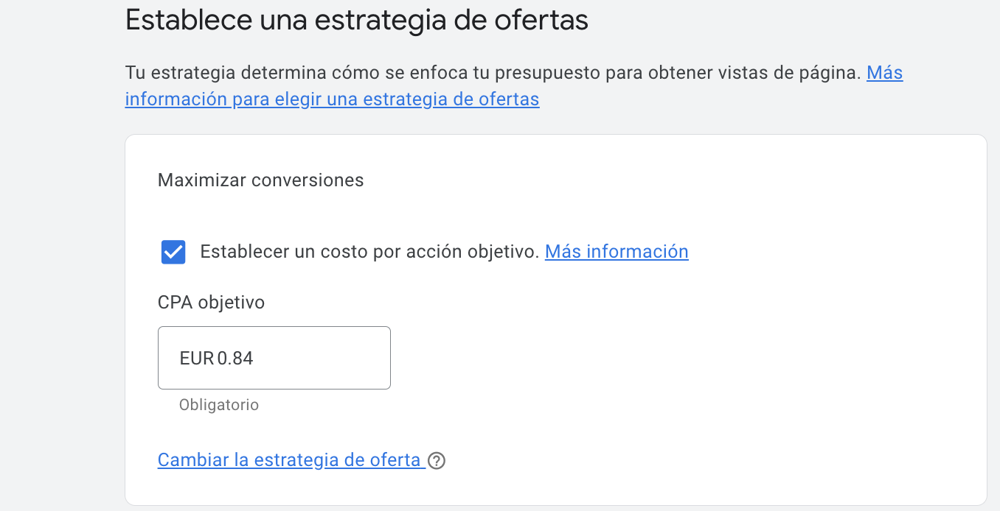 Establece una estrategia de ofertas
Tu estrategia determina cómo se enfoca tu presupuesto para obtener vistas de página. Más
información para elegir una estrategia de ofertas
Maximizar conversiones
Establecer un costo por acción objetivo. Más información
CPA objetivo
EUR 0.84
Obligatorio
Cambiar la estrategia de oferta ?